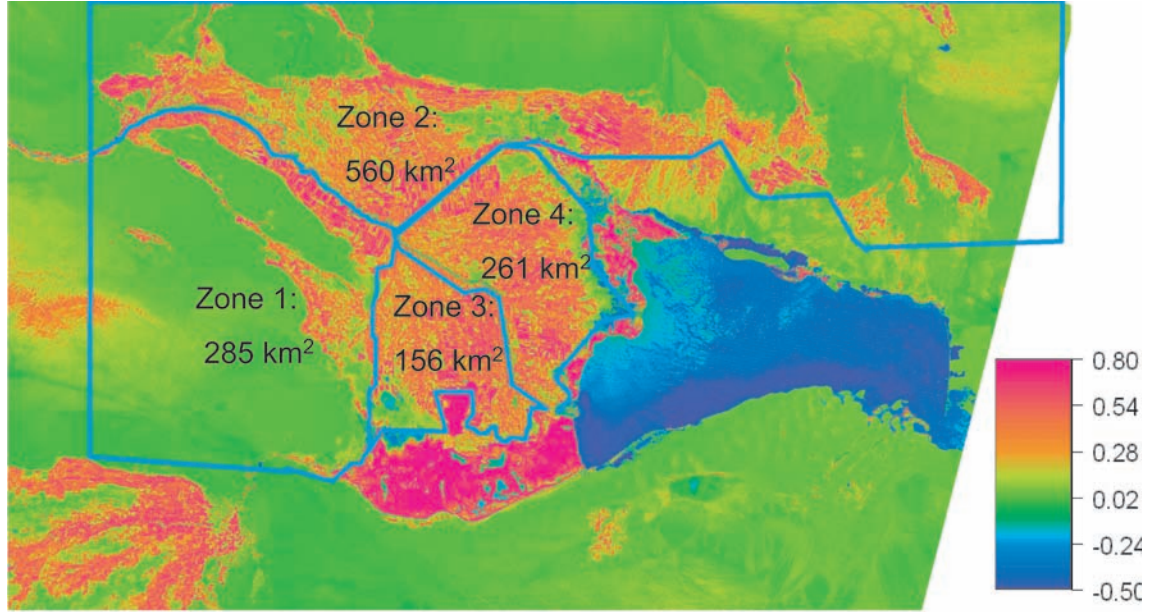 Zone 2:
560 km²
Zone 4:
261 km²
Zone 1:
285 km²
Zone 3:
156 km²
0.80
0.54
0.28
0.02
-0.24
-0.50